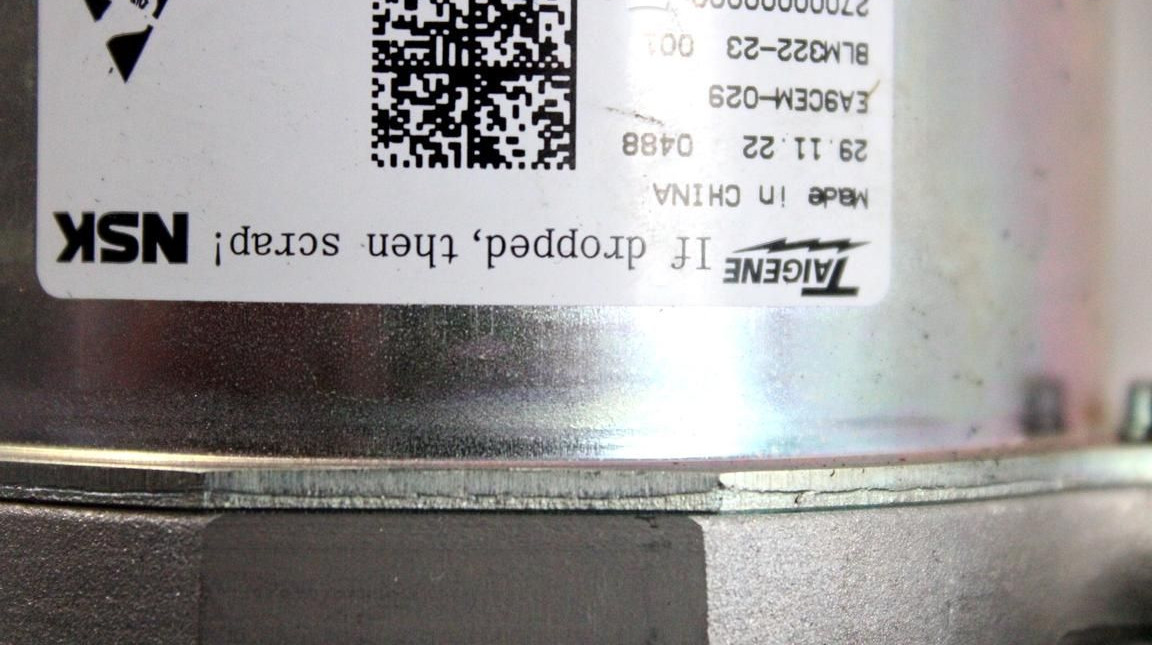 TAIGENE If dropped, then scrap! NSK
Made in CHINA
29.11.22 0488
EA9CEM-029
BLM322-23 001